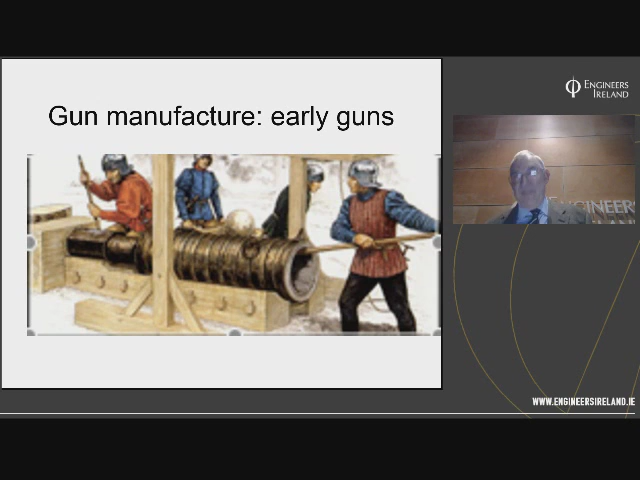 Gun manufacture: early guns
ENGINEERS
IRELAND
ENGINEERS
WWW.ENGINEERSIRELAND.IE